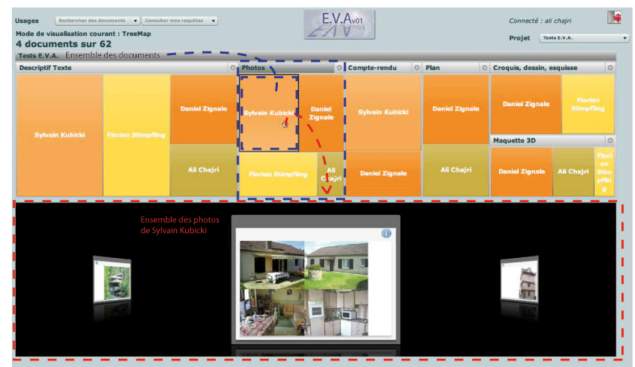 Usages Rechercher des documents Consulter mes requêtes
E.V.A v01
Connecté : ali chajri
Mode de visualisation courant : TreeMap
Projet Tests E.V.A.
4 documents sur 62
Tests E.V.A. Ensemble des documents
Descriptif Texte Photos Compte-rendu Plan Croquis, dessin, esquisse
Sylvain Kubicki
Florian Stimpfling
Daniel Zignale
Ali Chajri
Sylvain Kubicki
Daniel
Zignale
Florian Stimpfling
Ali
Chajri
Sylvain Kubicki
Daniel Zignale
Daniel Zignale
Ali Chajri
Daniel Zignale
Florian
Stimpfling
Maquette 3D
Daniel Zignale
Ali Chajri
Ensemble des photos
de Sylvain Kubicki